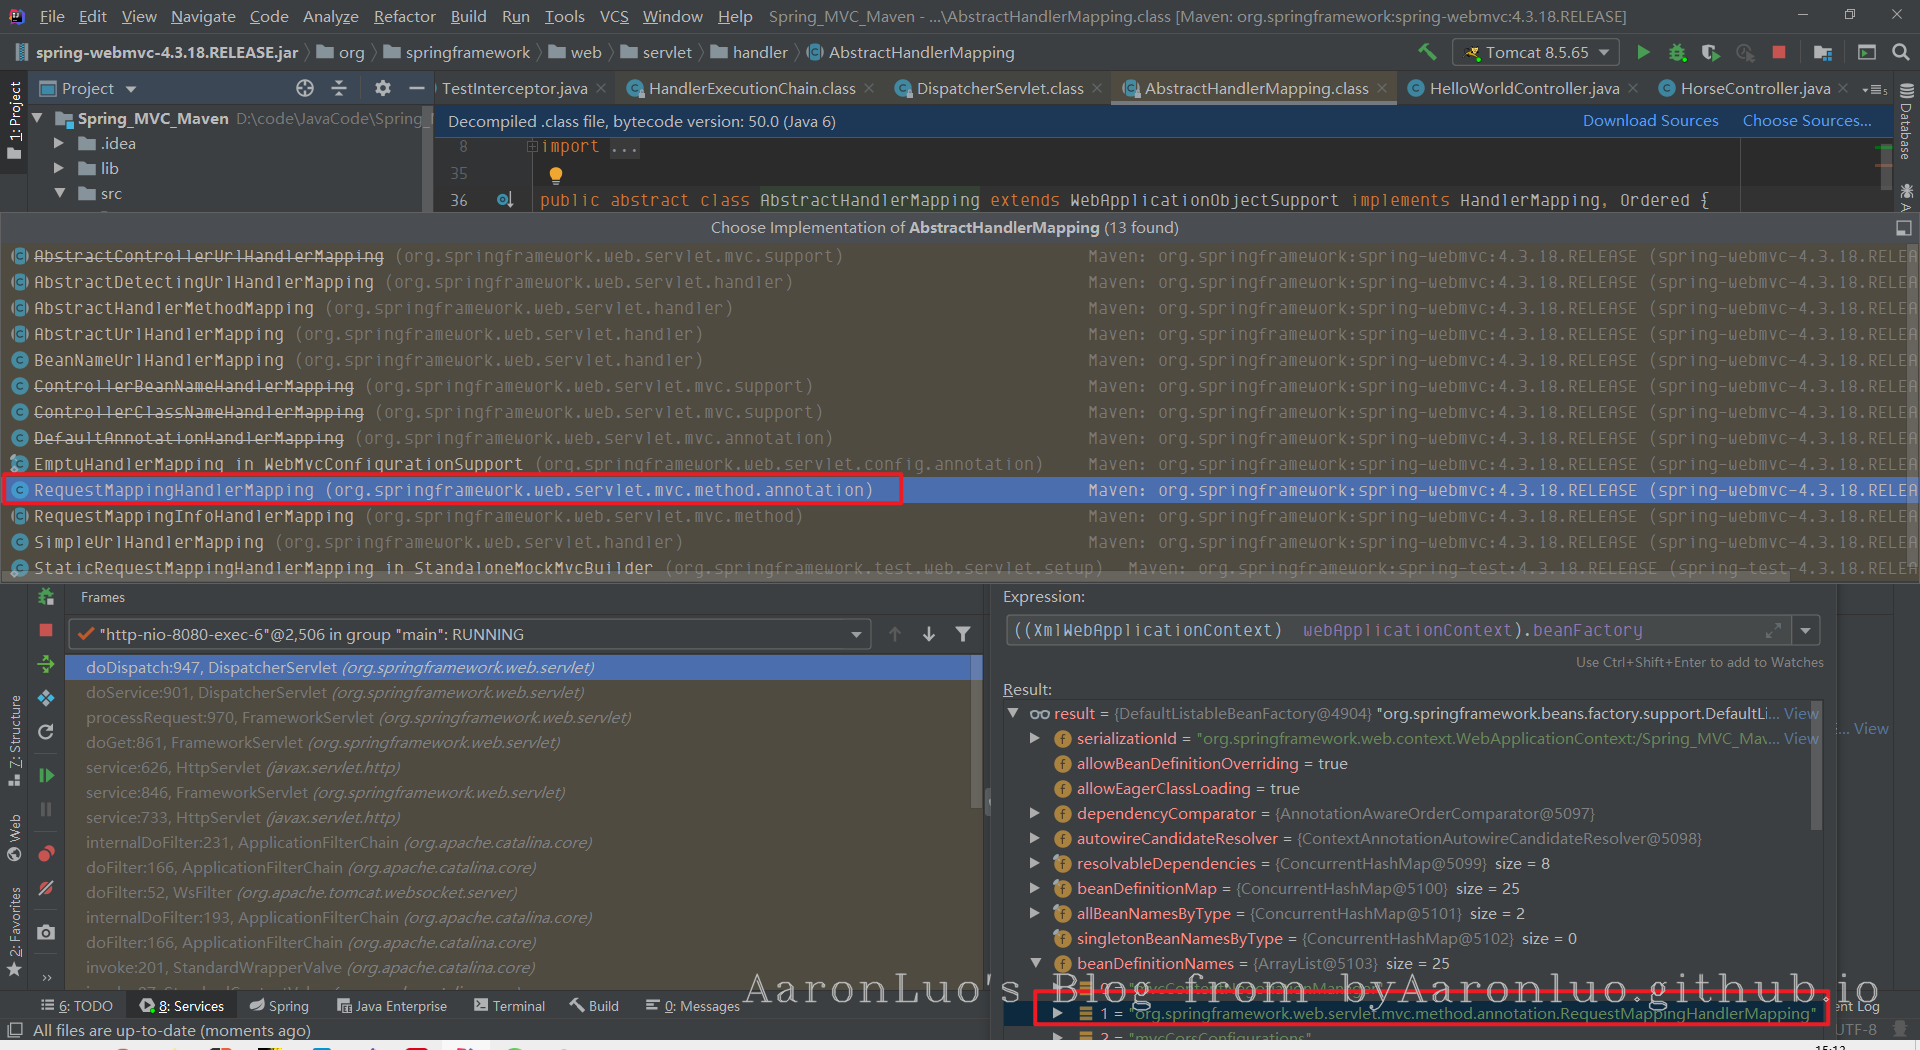 File Edit View Navigate Code Analyze Refactor Build Run Tools VCS Window Help Spring_MVC_Maven - ...\AbstractHandlerMapping.class [Maven: org.springframework:spring-webmvc:4.3.18.RELEASE]
spring-webmvc-4.3.18.RELEASE.jar org springframework web servlet handler AbstractHandlerMapping Tomcat 8.5.65
Project TestInterceptor.java HandlerExecutionChain.class DispatcherServlet.class AbstractHandlerMapping.class HelloWorldController.java HorseController.java
1: Project
Database
Spring_MVC_Maven D:\code\JavaCode\Spring_
.idea
lib
src
Decompiled .class file, bytecode version: 50.0 (Java 6) Download Sources Choose Sources...
8 import ...
35
36 public abstract class AbstractHandlerMapping extends WebApplicationObjectSupport implements HandlerMapping, Ordered {
Choose Implementation of AbstractHandlerMapping (13 found)
AbstractControllerUrlHandlerMapping (org.springframework.web.servlet.mvc.support) Maven: org.springframework:spring-webmvc:4.3.18.RELEASE (spring-webmvc-4.3.18.RELEA
AbstractDetectingUrlHandlerMapping (org.springframework.web.servlet.handler) Maven: org.springframework:spring-webmvc:4.3.18.RELEASE (spring-webmvc-4.3.18.RELEA
AbstractHandlerMethodMapping (org.springframework.web.servlet.handler) Maven: org.springframework:spring-webmvc:4.3.18.RELEASE (spring-webmvc-4.3.18.RELEA
AbstractUrlHandlerMapping (org.springframework.web.servlet.handler) Maven: org.springframework:spring-webmvc:4.3.18.RELEASE (spring-webmvc-4.3.18.RELEA
BeanNameUrlHandlerMapping (org.springframework.web.servlet.handler) Maven: org.springframework:spring-webmvc:4.3.18.RELEASE (spring-webmvc-4.3.18.RELEA
ControllerBeanNameHandlerMapping (org.springframework.web.servlet.mvc.support) Maven: org.springframework:spring-webmvc:4.3.18.RELEASE (spring-webmvc-4.3.18.RELEA
ControllerClassNameHandlerMapping (org.springframework.web.servlet.mvc.support) Maven: org.springframework:spring-webmvc:4.3.18.RELEASE (spring-webmvc-4.3.18.RELEA
DefaultAnnotationHandlerMapping (org.springframework.web.servlet.mvc.annotation) Maven: org.springframework:spring-webmvc:4.3.18.RELEASE (spring-webmvc-4.3.18.RELEA
EmptyHandlerMapping in WebMvcConfigurationSupport (org.springframework.web.servlet.config.annotation) Maven: org.springframework:spring-webmvc:4.3.18.RELEASE (spring-webmvc-4.3.18.RELEA
RequestMappingHandlerMapping (org.springframework.web.servlet.mvc.method.annotation) Maven: org.springframework:spring-webmvc:4.3.18.RELEASE (spring-webmvc-4.3.18.RELEA
RequestMappingInfoHandlerMapping (org.springframework.web.servlet.mvc.method) Maven: org.springframework:spring-webmvc:4.3.18.RELEASE (spring-webmvc-4.3.18.RELEA
SimpleUrlHandlerMapping (org.springframework.web.servlet.handler) Maven: org.springframework:spring-webmvc:4.3.18.RELEASE (spring-webmvc-4.3.18.RELEA
StaticRequestMappingHandlerMapping in StandaloneMockMvcBuilder (org.springframework.test.web.servlet.setup) Maven: org.springframework:spring-test:4.3.18.RELEASE (spring-test-4.3.18.RELEA
Frames
"http-nio-8080-exec-6"@2,506 in group "main": RUNNING
doDispatch:947, DispatcherServlet (org.springframework.web.servlet)
doService:901, DispatcherServlet (org.springframework.web.servlet)
processRequest:970, FrameworkServlet (org.springframework.web.servlet)
doGet:861, FrameworkServlet (org.springframework.web.servlet)
service:626, HttpServlet (javax.servlet.http)
service:846, FrameworkServlet (org.springframework.web.servlet)
service:733, HttpServlet (javax.servlet.http)
internalDoFilter:231, ApplicationFilterChain (org.apache.catalina.core)
doFilter:166, ApplicationFilterChain (org.apache.catalina.core)
doFilter:52, WsFilter (org.apache.tomcat.websocket.server)
internalDoFilter:193, ApplicationFilterChain (org.apache.catalina.core)
doFilter:166, ApplicationFilterChain (org.apache.catalina.core)
invoke:201, StandardWrapperValve (org.apache.catalina.core)
7: Structure
Web
2: Favorites
Expression:
((XmlWebApplicationContext) webApplicationContext).beanFactory
Use Ctrl+Shift+Enter to add to Watches
Result:
result = {DefaultListableBeanFactory@4904} "org.springframework.beans.factory.support.DefaultLi... View
serializationId = "org.springframework.web.context.WebApplicationContext:/Spring_MVC_Mav... View
... View
allowBeanDefinitionOverriding = true
allowEagerClassLoading = true
dependencyComparator = {AnnotationAwareOrderComparator@5097}
autowireCandidateResolver = {ContextAnnotationAutowireCandidateResolver@5098}
resolvableDependencies = {ConcurrentHashMap@5099} size = 8
beanDefinitionMap = {ConcurrentHashMap@5100} size = 25
allBeanNamesByType = {ConcurrentHashMap@5101} size = 2
singletonBeanNamesByType = {ConcurrentHashMap@5102} size = 0
beanDefinitionNames = {ArrayList@5103} size = 25
1 = "org.springframework.web.servlet.mvc.method.annotation.RequestMappingHandlerMapping"
2 = "mvcCorsConfigurations"
AaronLuo's Blog from byAaronluo.github.io
6: TODO 8: Services Spring Java Enterprise Terminal Build 0: Messages ent Log
All files are up-to-date (moments ago) UTF-8